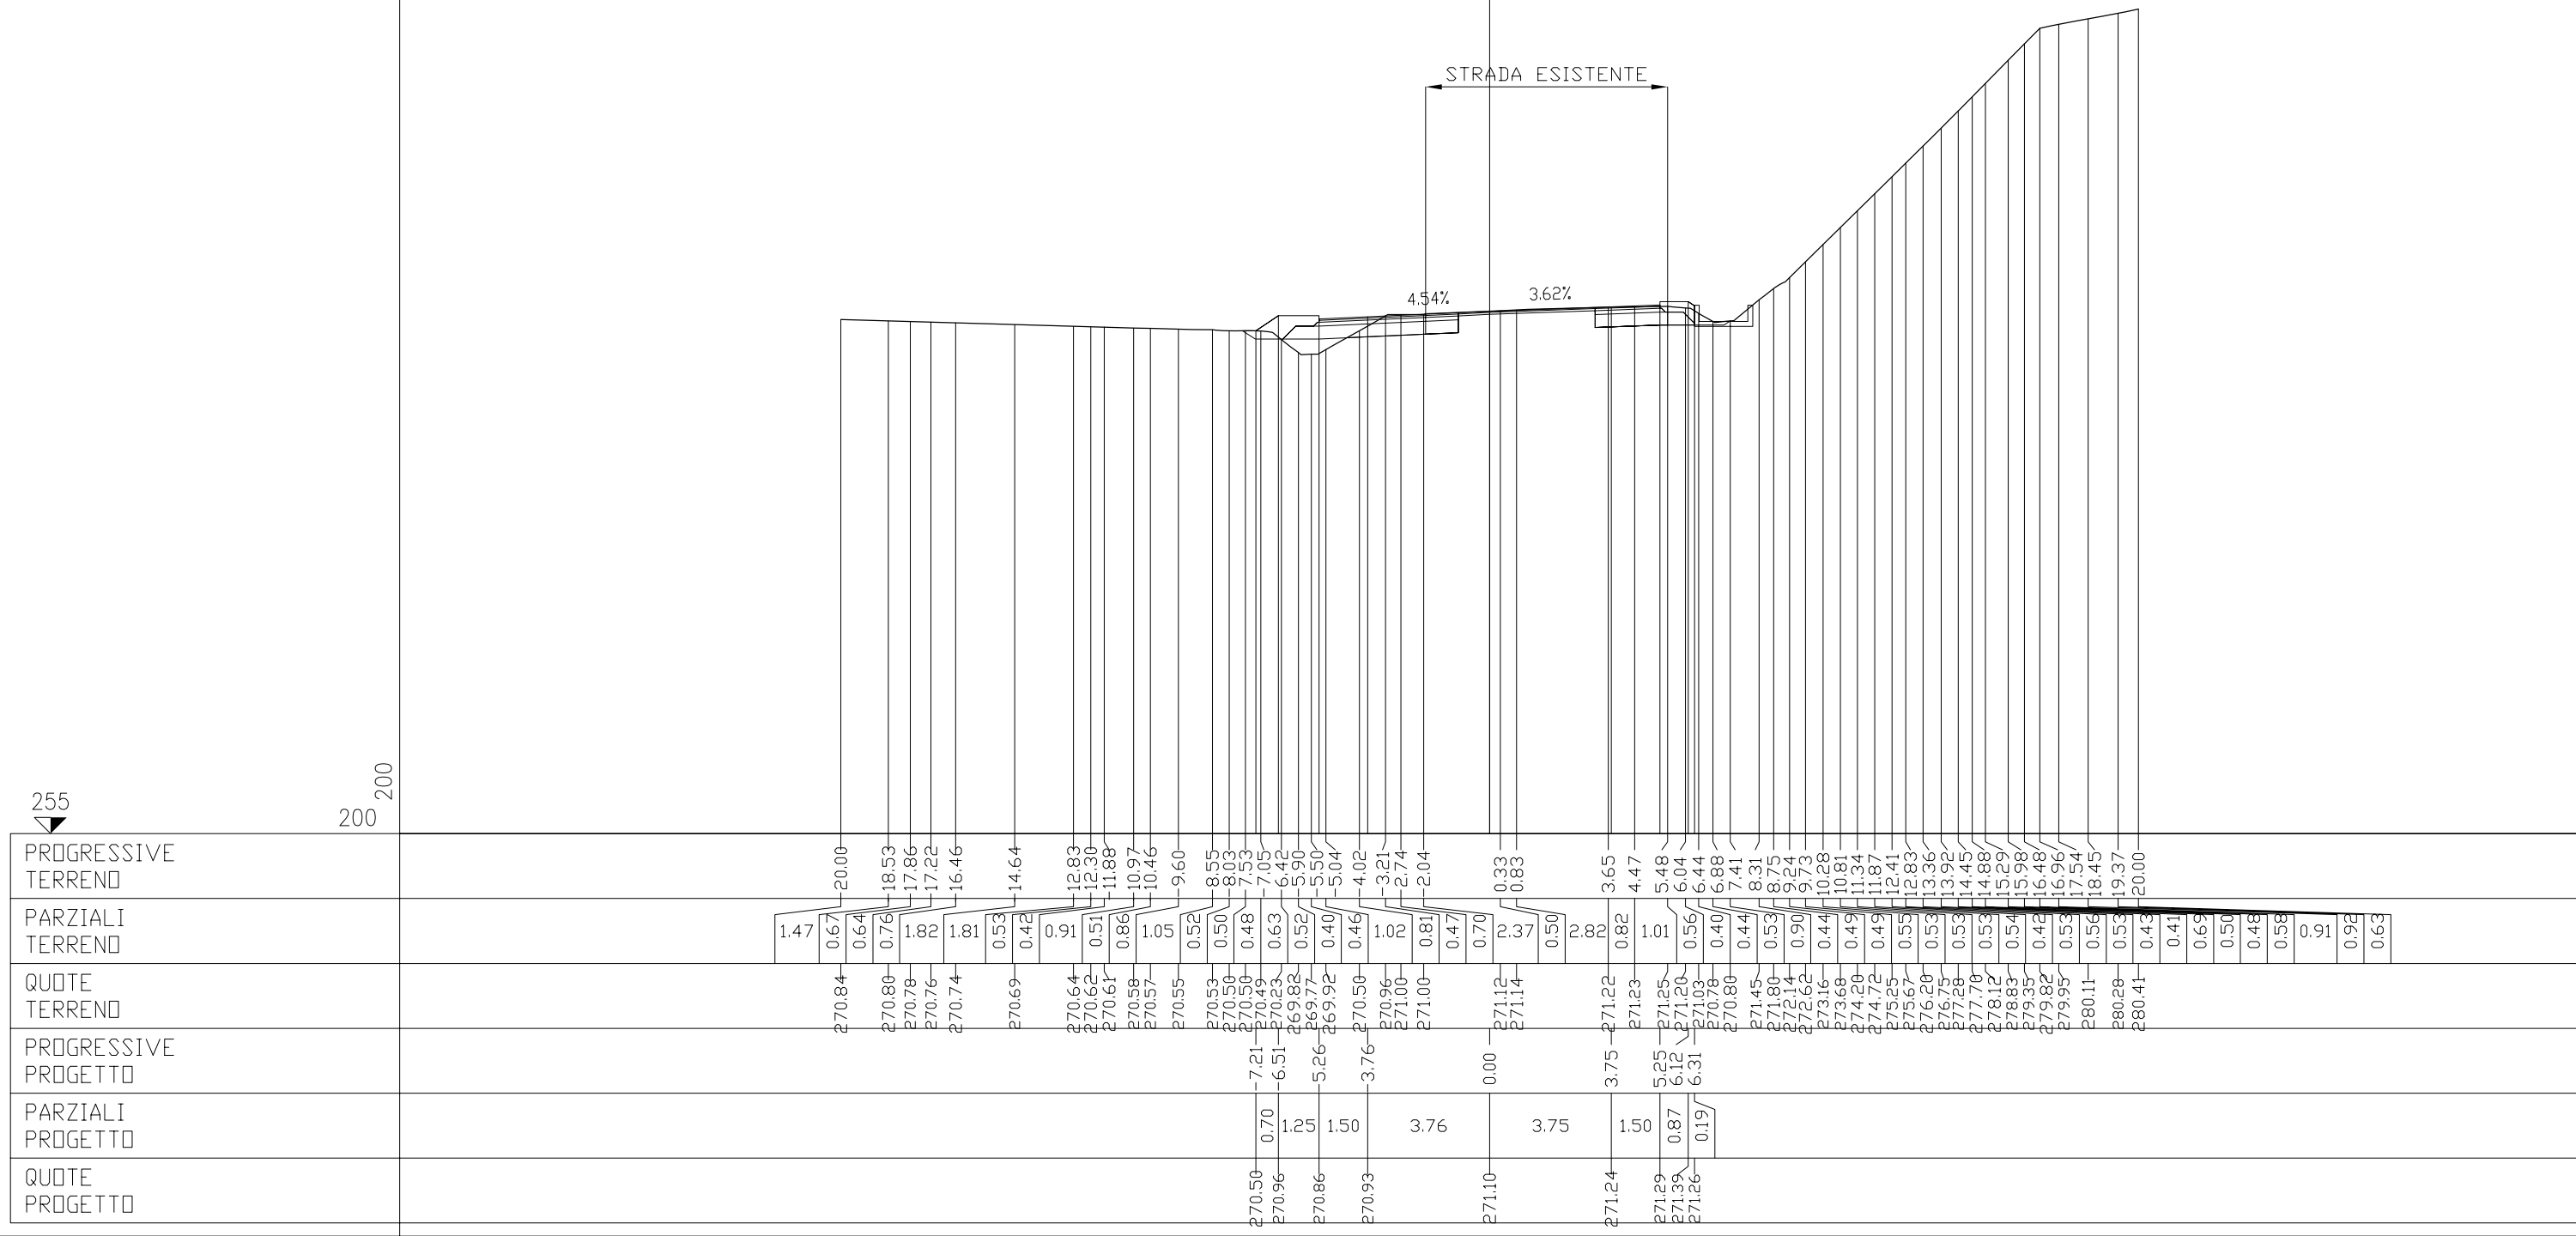 STRADA ESISTENTE
4.54% 3.62%
200
255
200
PROGRESSIVE
TERRENO
-20.00 -18.53 -17.86 -17.22 -16.46 -14.64 -12.83 -12.30 -11.88 -10.97 -10.46 -9.60 -8.55 -8.03 -7.53 -7.05 -6.42 -5.90 -5.50 -5.04 -4.02 -3.21 -2.74 -2.04 0.33 0.83 3.65 4.47 5.48 6.04 6.44 6.88 7.41 8.31 8.75 9.24 9.73 10.28 10.81 11.34 11.87 12.41 12.83 13.36 13.92 14.45 14.88 15.29 15.98 16.48 16.96 17.54 18.45 19.37 20.00
PARZIALI
TERRENO
1.47 0.67 0.64 0.76 1.82 1.81 0.53 0.42 0.91 0.51 0.86 1.05 0.52 0.50 0.48 0.63 0.52 0.40 0.46 1.02 0.81 0.47 0.70 2.37 0.50 2.82 0.82 1.01 0.56 0.40 0.44 0.53 0.90 0.44 0.49 0.49 0.55 0.53 0.53 0.53 0.54 0.42 0.53 0.56 0.53 0.43 0.41 0.69 0.50 0.48 0.58 0.91 0.92 0.63
QUOTE
TERRENO
270.84 270.80 270.78 270.76 270.74 270.69 270.64 270.62 270.61 270.58 270.57 270.55 270.53 270.50 270.50 270.49 270.23 269.82 269.77 269.92 270.50 270.96 271.00 271.00 271.12 271.14 271.22 271.23 271.25 271.20 271.03 270.78 270.80 271.45 271.80 272.14 272.62 273.16 273.68 274.20 274.72 275.25 275.67 276.20 276.75 277.28 277.70 278.12 278.83 279.35 279.82 279.95 280.11 280.28 280.41
PROGRESSIVE
PROGETTO
-7.21 -6.51 -5.26 -3.76 0.00 3.75 5.25 6.12 6.31
PARZIALI
PROGETTO
0.70 1.25 1.50 3.76 3.75 1.50 0.87 0.19
QUOTE
PROGETTO
270.50 270.96 270.86 270.93 271.10 271.24 271.29 271.39 271.26